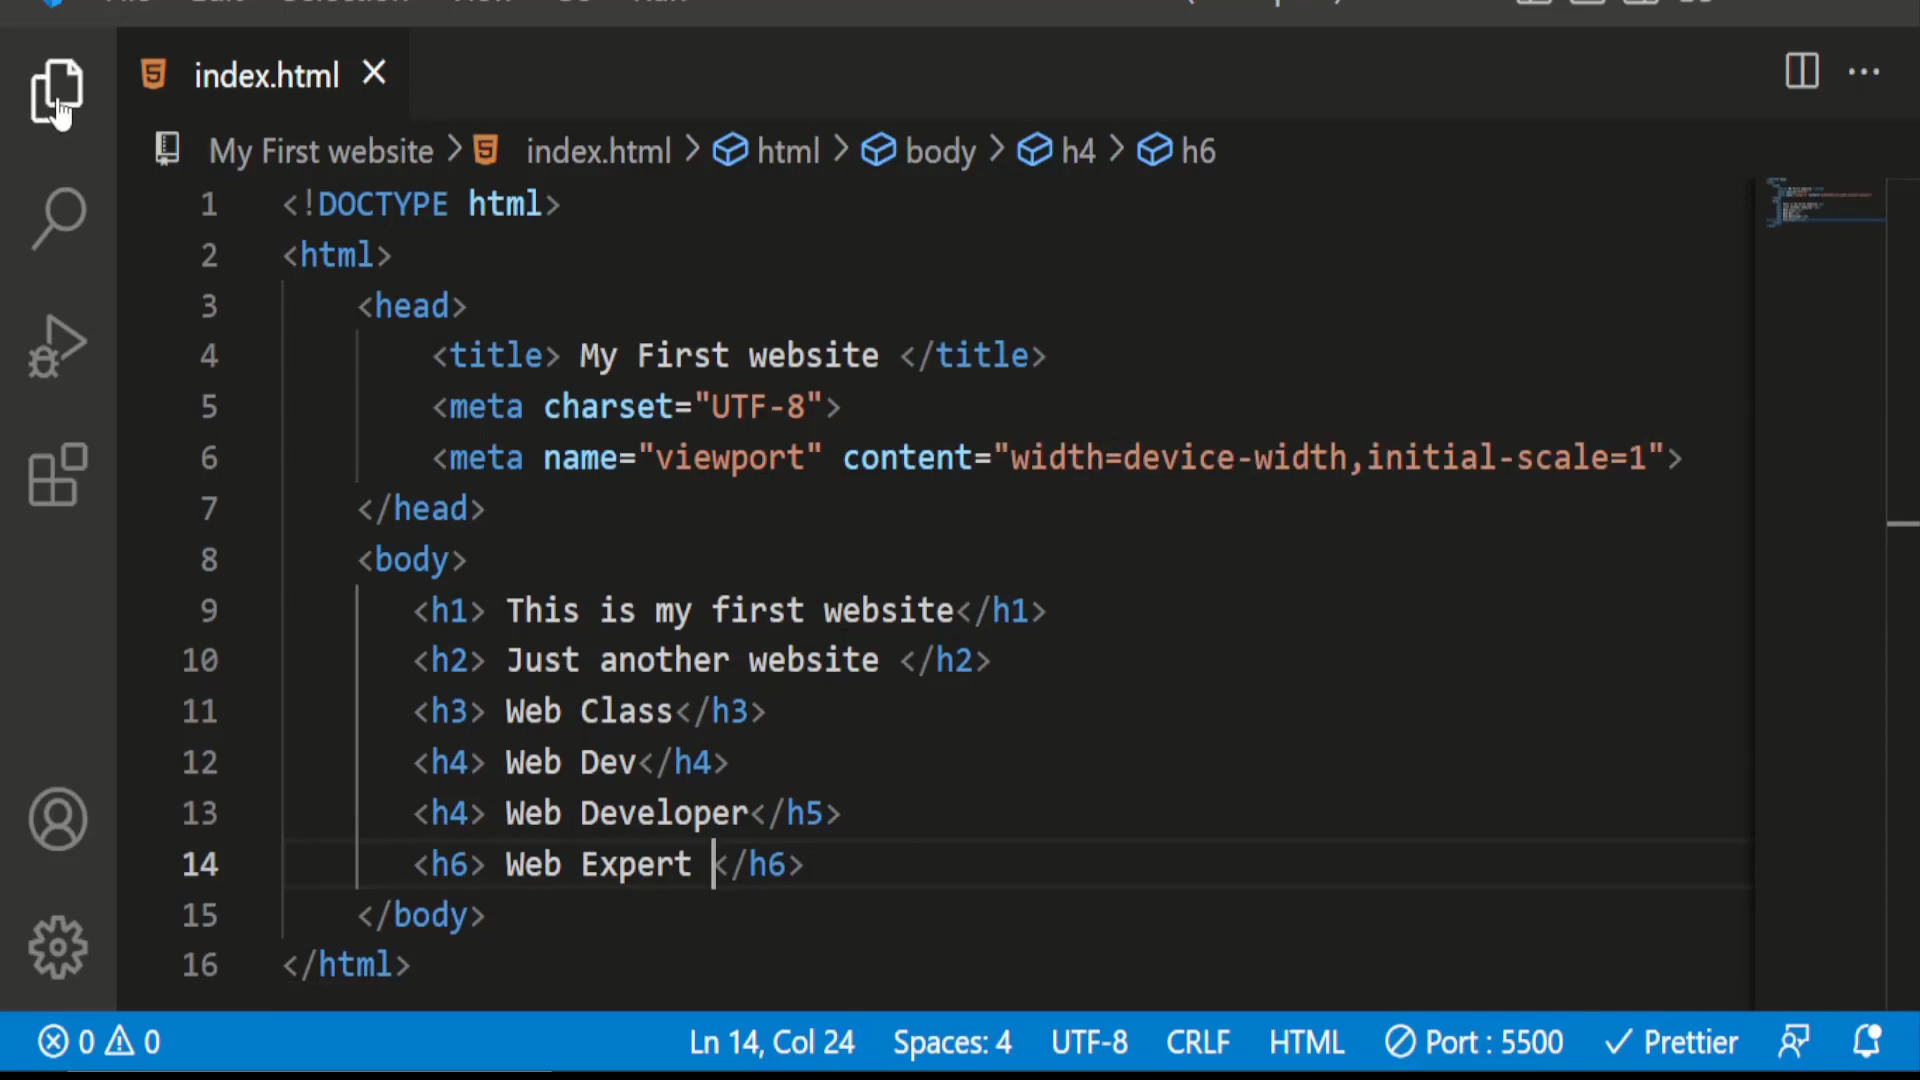 index.html
My First website > index.html > html > body > h4 > h6
1 <!DOCTYPE html>
2 <html>
3 <head>
4 <title> My First website </title>
5 <meta charset="UTF-8">
6 <meta name="viewport" content="width=device-width,initial-scale=1">
7 </head>
8 <body>
9 <h1> This is my first website</h1>
10 <h2> Just another website </h2>
11 <h3> Web Class</h3>
12 <h4> Web Dev</h4>
13 <h4> Web Developer</h5>
14 <h6> Web Expert </h6>
15 </body>
16 </html>
0 0 Ln 14, Col 24 Spaces: 4 UTF-8 CRLF HTML Port : 5500 Prettier